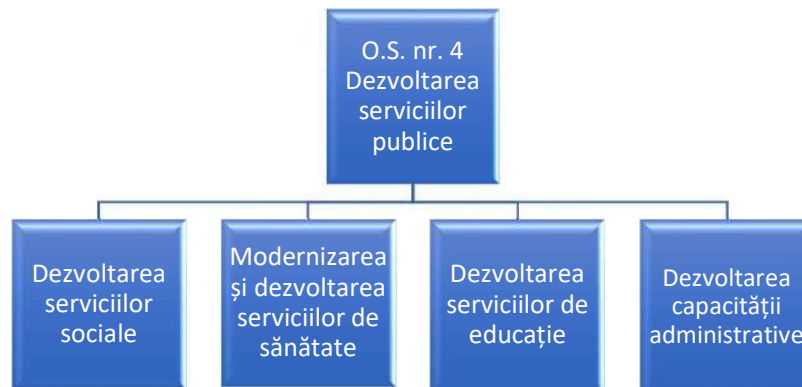 O.S. nr. 4
Dezvoltarea
serviciilor
publice
Dezvoltarea
serviciilor
sociale
Modernizarea
și dezvoltarea
serviciilor de
sănătate
Dezvoltarea
serviciilor de
educație
Dezvoltarea
capacității
administrative